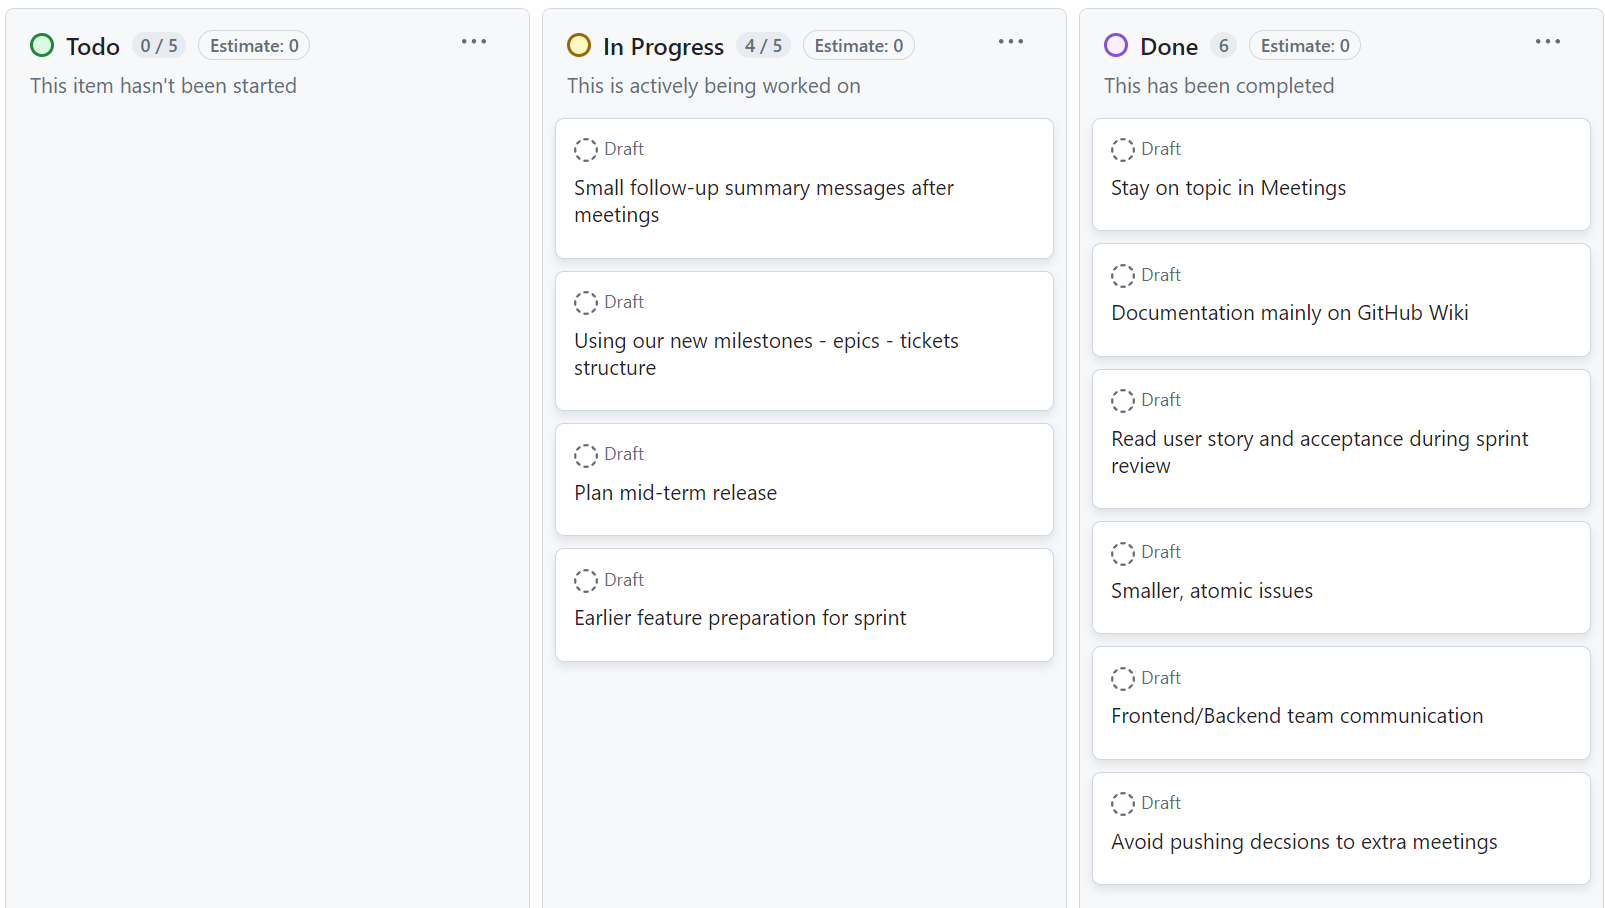 Todo 0 / 5 Estimate: 0
This item hasn't been started
In Progress 4 / 5 Estimate: 0
This is actively being worked on
Draft
Small follow-up summary messages after
meetings
Draft
Using our new milestones - epics - tickets
structure
Draft
Plan mid-term release
Draft
Earlier feature preparation for sprint
Done 6 Estimate: 0
This has been completed
Draft
Stay on topic in Meetings
Draft
Documentation mainly on GitHub Wiki
Draft
Read user story and acceptance during sprint
review
Draft
Smaller, atomic issues
Draft
Frontend/Backend team communication
Draft
Avoid pushing decsions to extra meetings